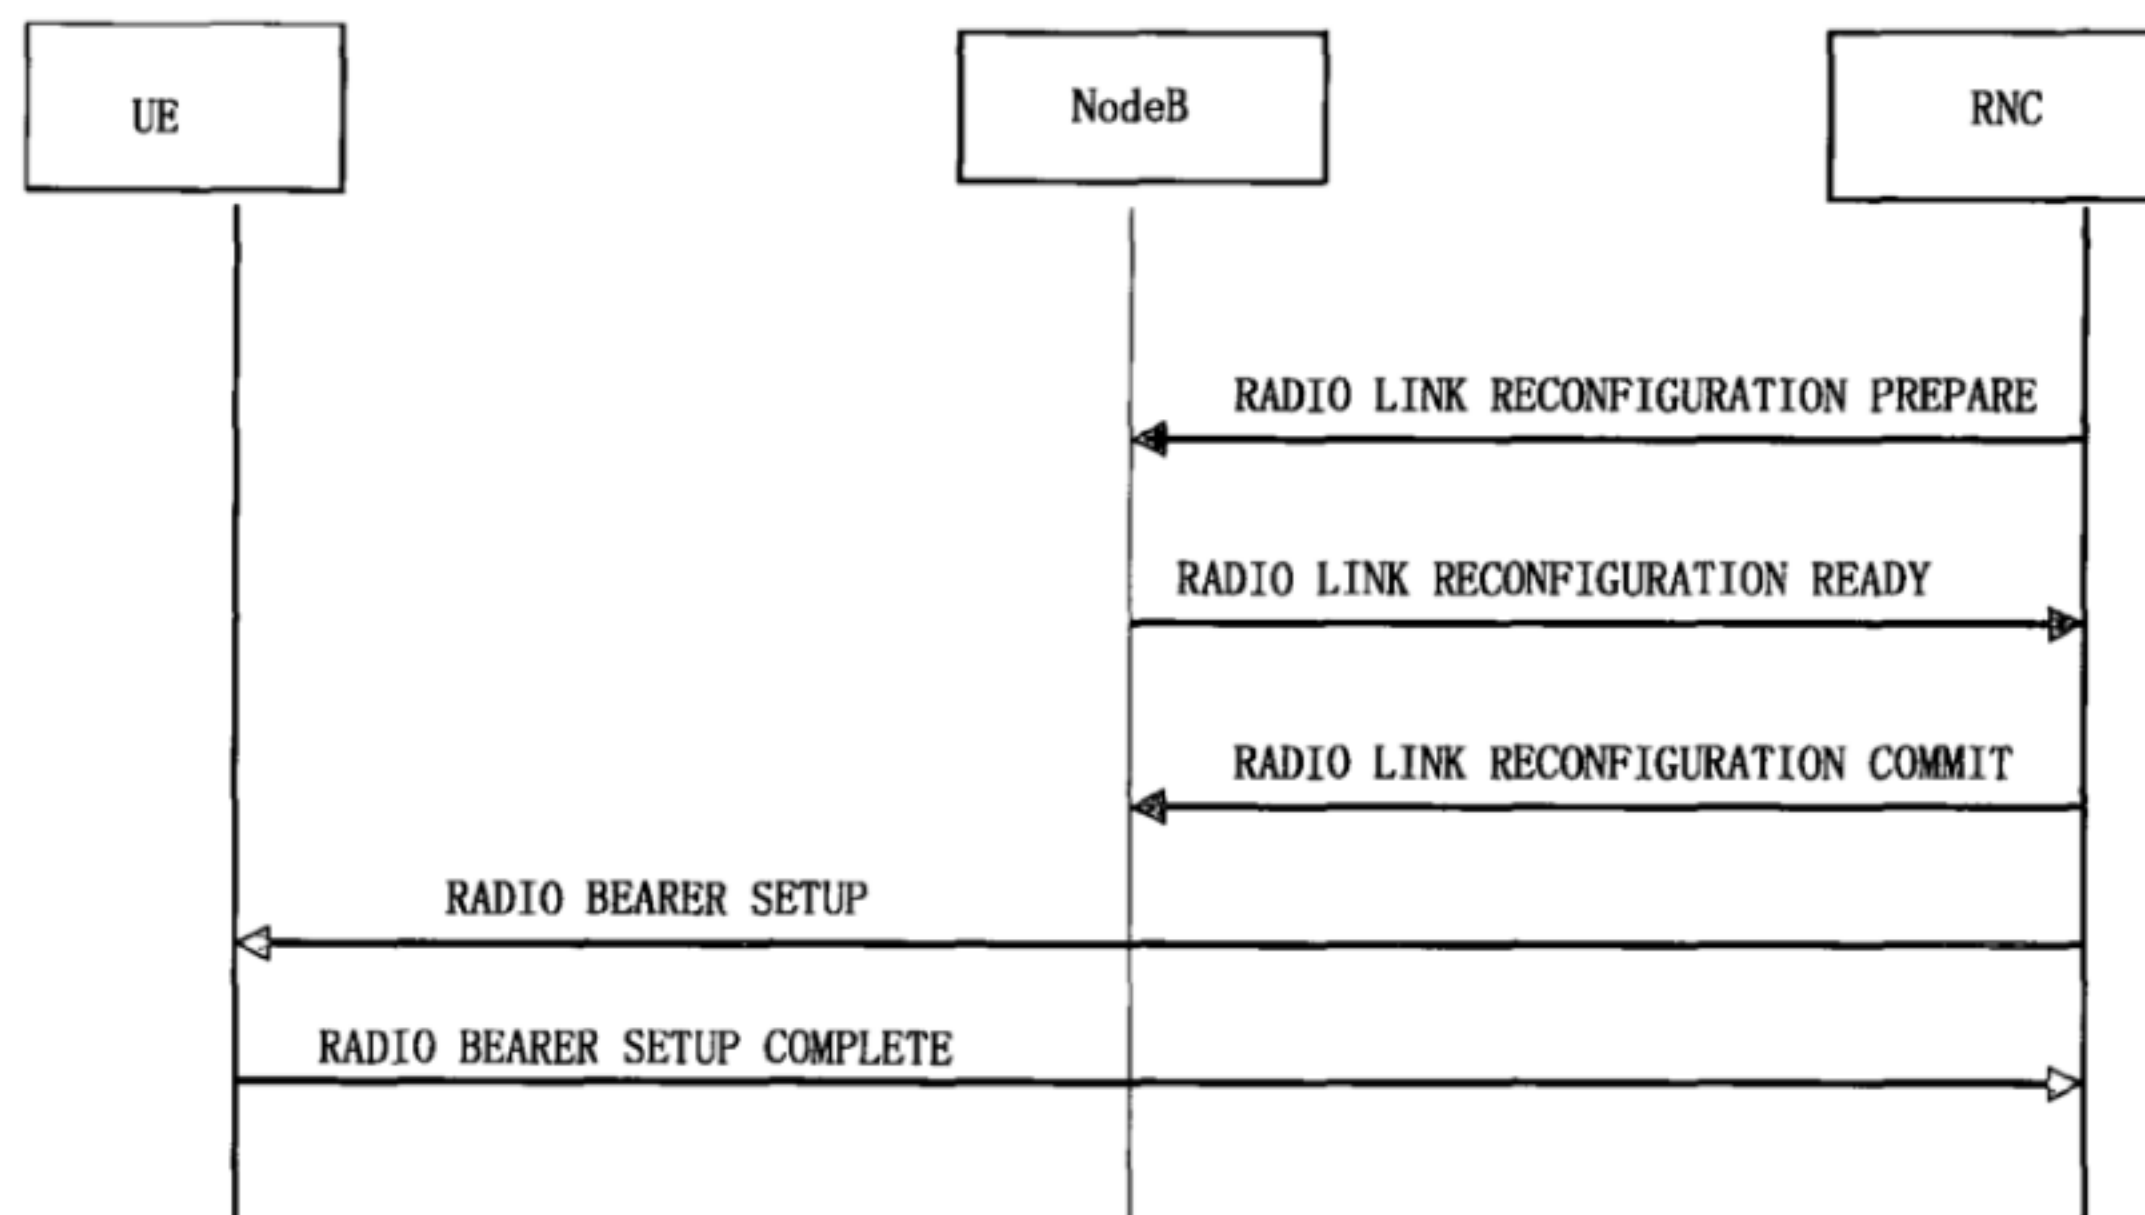 UE
NodeB
RNC
RADIO LINK RECONFIGURATION PREPARE
RADIO LINK RECONFIGURATION READY
RADIO LINK RECONFIGURATION COMMIT
RADIO BEARER SETUP
RADIO BEARER SETUP COMPLETE